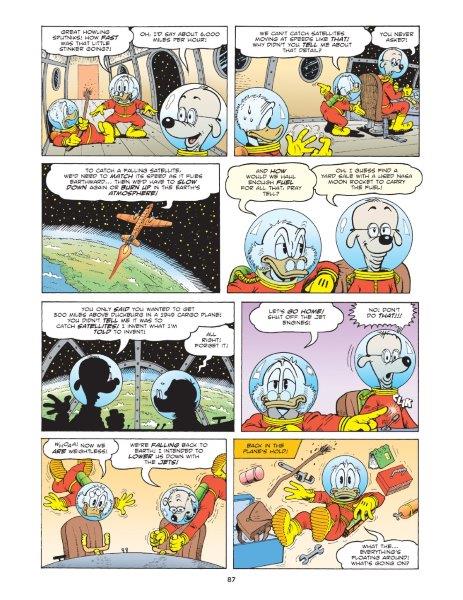 GREAT HOWLING
SPUTNIKS! HOW FAST
WAS THAT LITTLE
STINKER GOING?!
OH, I'D SAY ABOUT 6,000
MILES PER HOUR!
WE CAN'T CATCH SATELLITES
MOVING AT SPEEDS LIKE THAT!
WHY DIDN'T YOU TELL ME ABOUT
THAT DETAIL?
YOU NEVER
ASKED!
TO CATCH A FALLING SATELLITE,
WE'D NEED TO MATCH ITS SPEED AS IT FLIES
EARTHWARD... THEN WE'D HAVE TO SLOW
DOWN AGAIN OR BURN UP IN THE EARTH'S
ATMOSPHERE!
AND HOW
WOULD WE HAUL
ENOUGH FUEL
FOR ALL THAT, PRAY
TELL?
OH, I GUESS FIND A
YARD SALE WITH A USED NASA
MOON ROCKET TO CARRY
THE FUEL!
YOU ONLY SAID YOU WANTED TO GET
300 MILES ABOVE DUCKBURG IN A 1949 CARGO PLANE!
YOU DIDN'T TELL ME IT WAS TO
CATCH SATELLITES! I INVENT WHAT I'M
TOLD TO INVENT!
ALL
RIGHT!
FORGET IT!
LET'S GO HOME!
SHUT OFF THE JET
ENGINES!
NO! DON'T
DO THAT!!!
CLIK
WHOAH! NOW WE
ARE WEIGHTLESS!
WE'RE FALLING BACK TO
EARTH! I INTENDED TO
LOWER US DOWN WITH
THE JETS!
BACK IN THE
PLANE'S HOLD!
WHAT THE...
EVERYTHING'S
FLOATING AROUND!
WHAT'S GOING ON?
87